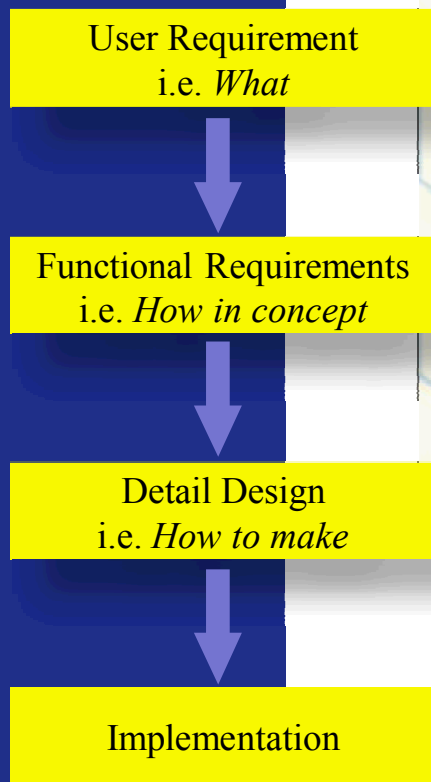 User Requirement
i.e. What
Functional Requirements
i.e. How in concept
Detail Design
i.e. How to make
Implementation